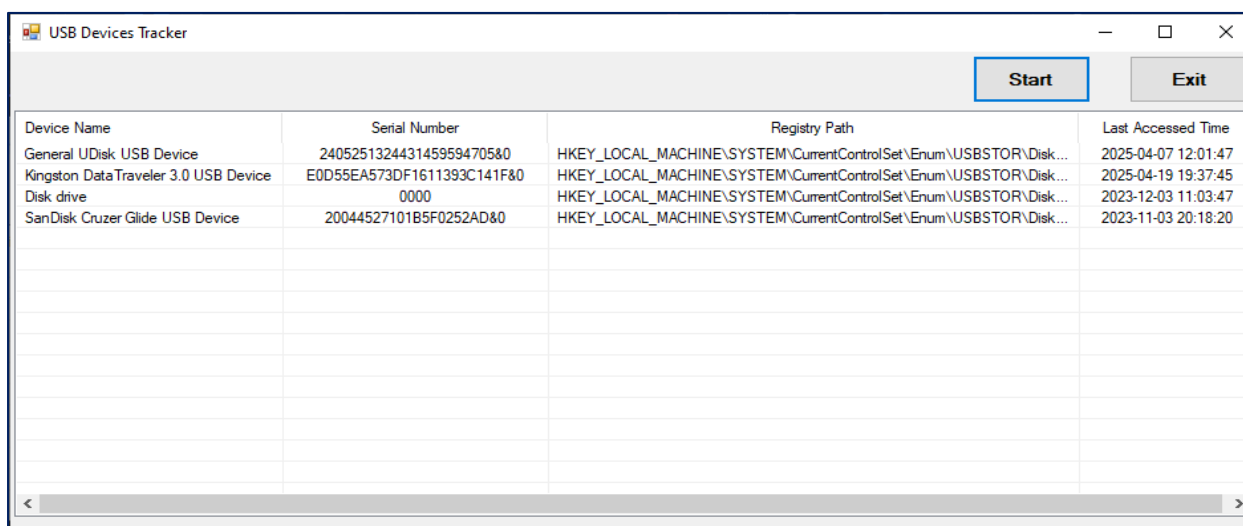 USB Devices Tracker
Start Exit
Device Name Serial Number Registry Path Last Accessed Time
General UDisk USB Device 2405251324431459594705&0 HKEY_LOCAL_MACHINE\SYSTEM\CurrentControlSet\Enum\USBSTOR\Disk... 2025-04-07 12:01:47
Kingston DataTraveler 3.0 USB Device E0D55EA573DF1611393C141F&0 HKEY_LOCAL_MACHINE\SYSTEM\CurrentControlSet\Enum\USBSTOR\Disk... 2025-04-19 19:37:45
Disk drive 0000 HKEY_LOCAL_MACHINE\SYSTEM\CurrentControlSet\Enum\USBSTOR\Disk... 2023-12-03 11:03:47
SanDisk Cruzer Glide USB Device 20044527101B5F0252AD&0 HKEY_LOCAL_MACHINE\SYSTEM\CurrentControlSet\Enum\USBSTOR\Disk... 2023-11-03 20:18:20